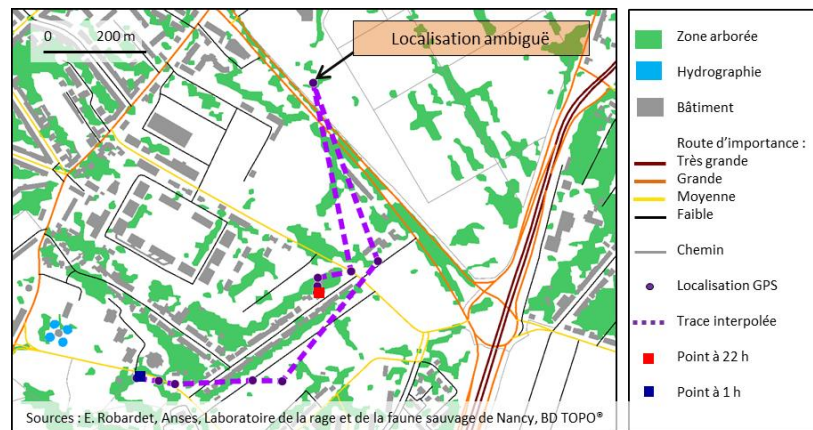 0 200 m
Localisation ambiguë
Sources : E. Robardet, Anses, Laboratoire de la rage et de la faune sauvage de Nancy, BD TOPO®
Zone arborée
Hydrographie
Bâtiment
Route d’importance :
Très grande
Grande
Moyenne
Faible
Chemin
Localisation GPS
Trace interpolée
Point à 22 h
Point à 1 h